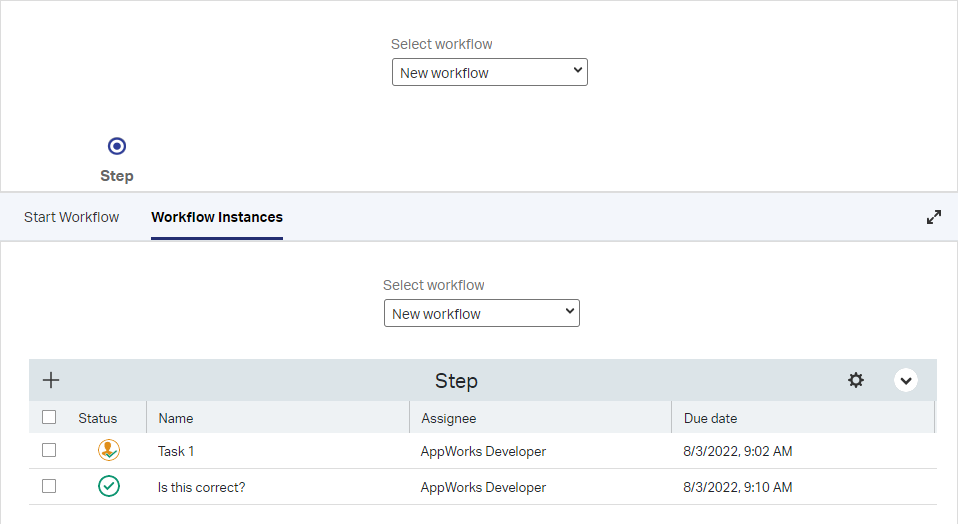 Select workflow
New workflow
Step
Start Workflow Workflow Instances
Select workflow
New workflow
Step
Status Name Assignee Due date
Task 1 AppWorks Developer 8/3/2022, 9:02 AM
Is this correct? AppWorks Developer 8/3/2022, 9:10 AM